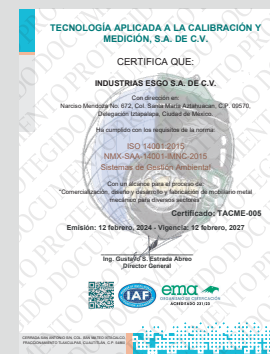 TECNOLOGÍA APLICADA A LA CALIBRACIÓN Y
MEDICIÓN, S.A. DE C.V.
CERTIFICA QUE:
INDUSTRIAS ESGO S.A. DE C.V.
Con dirección en:
Narciso Mendoza No. 672, Col. Santa María Aztahuacan, C.P. 09570,
Delegación Iztapalapa, Ciudad de México.
Ha cumplido con los requisitos de la norma:
ISO 14001:2015
NMX-SAA-14001-IMNC-2015
Sistemas de Gestión Ambiental
Con un alcance para el proceso de:
"Comercialización, diseño y desarrollo y fabricación de mobiliario metal
mecánico para diversos sectores"
Certificado: TACME-005
Emisión: 12 febrero, 2024 - Vigencia: 12 febrero, 2027
Ing. Gustavo S. Estrada Abreo
Director General
IAF
ema
ORGANISMO DE CERTIFICACIÓN